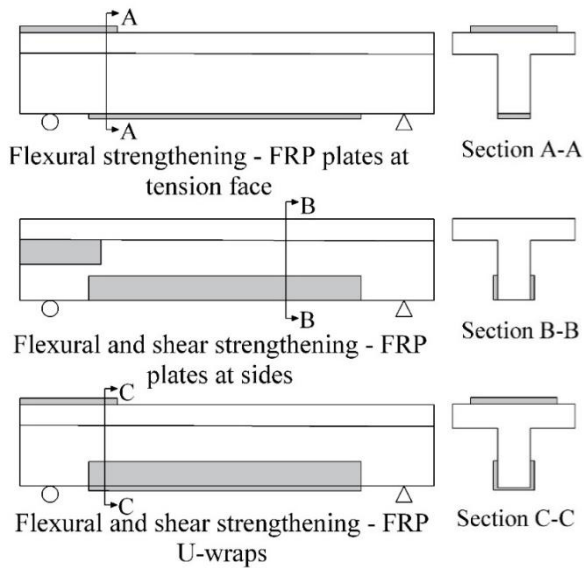 A
A
Flexural strengthening - FRP plates at
tension face
Section A-A
B
B
Flexural and shear strengthening - FRP
plates at sides
Section B-B
C
C
Flexural and shear strengthening - FRP
U-wraps
Section C-C